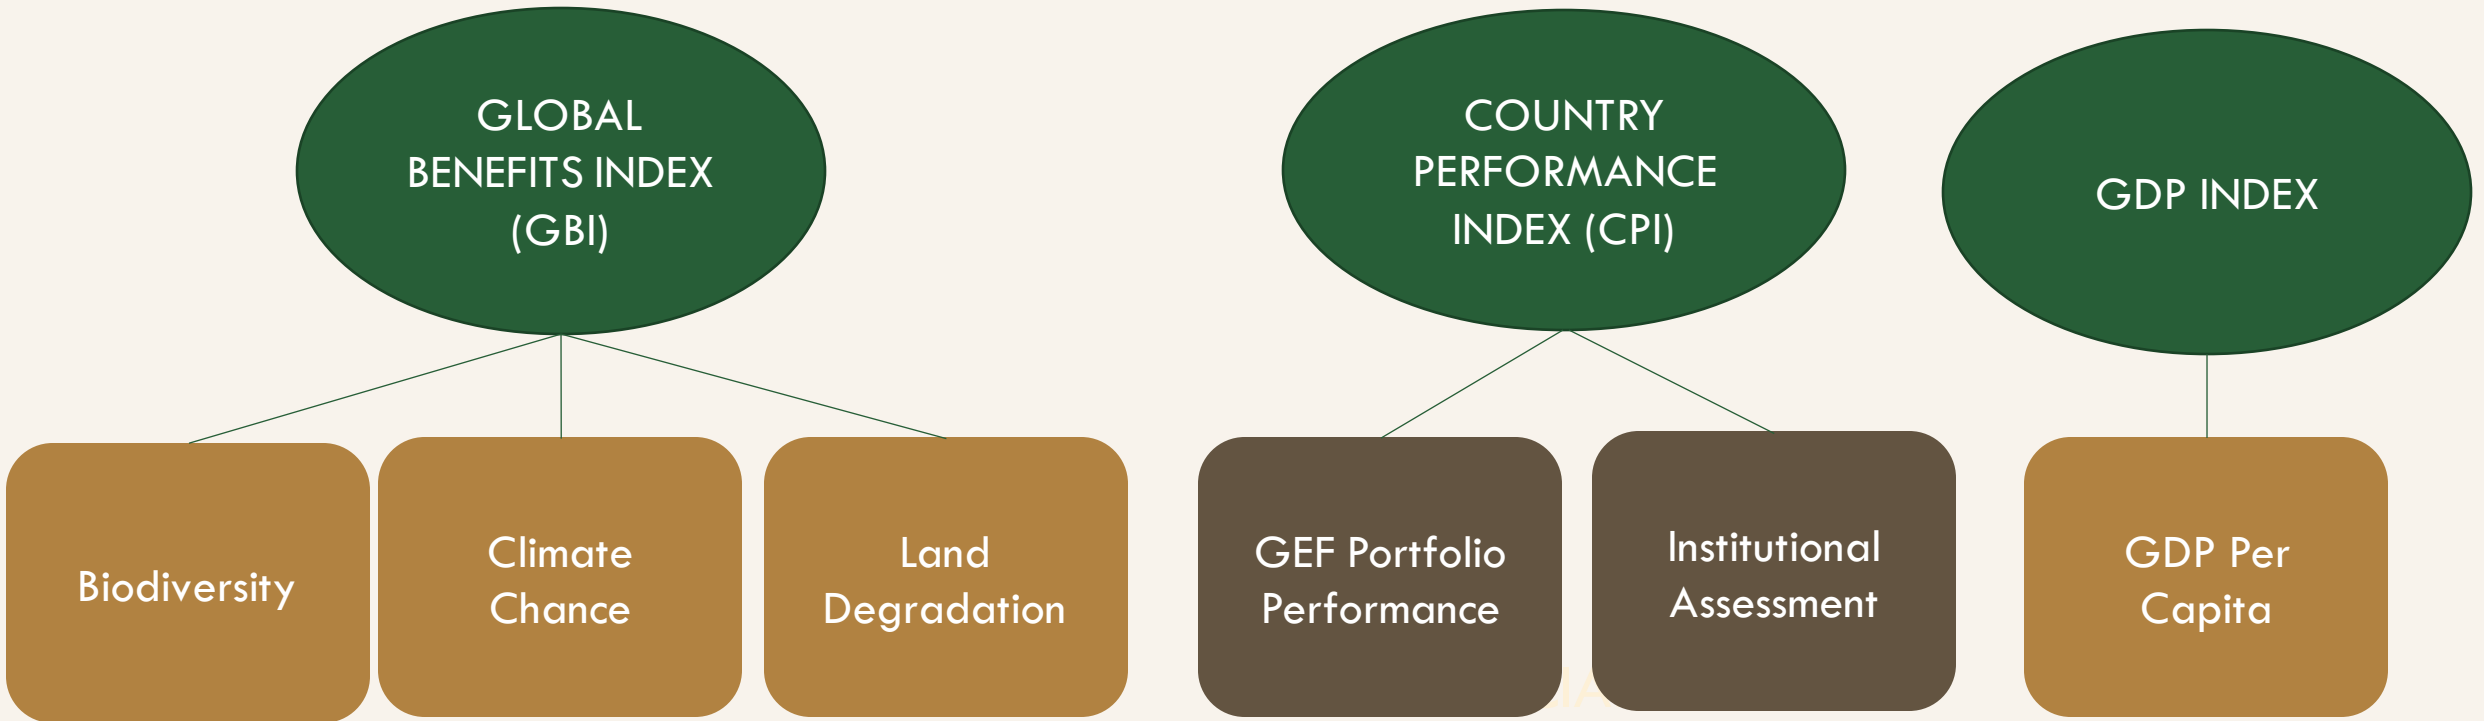 GLOBAL
BENEFITS INDEX
(GBI)
COUNTRY
PERFORMANCE
INDEX (CPI)
GDP INDEX
Biodiversity
Climate
Chance
Land
Degradation
GEF Portfolio
Performance
Institutional
Assessment
GDP Per
Capita